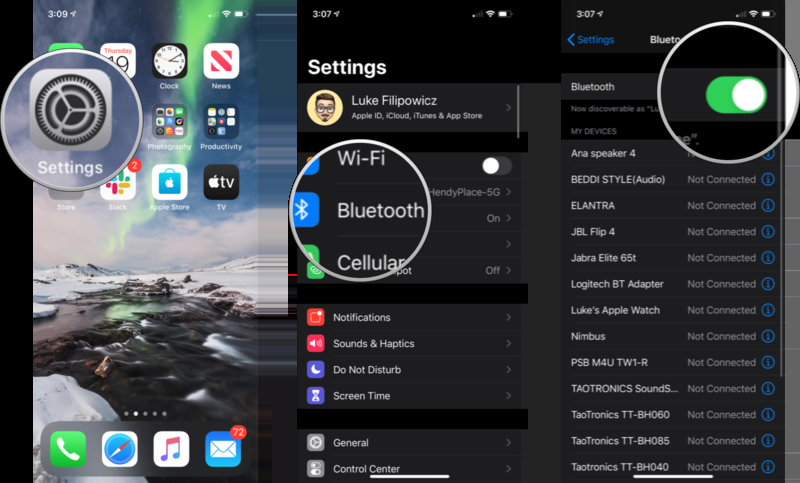 3:09
Thursday
19
Clock
News
Settings
Photography
Productivity
2
Store
Slack
Apple Store
tv
TV
72
3:07
Settings
Luke Filipowicz
Apple ID, iCloud, iTunes & App Store
Wi-Fi
HendyPlace-5G
Bluetooth
On
Cellular
Off
Notifications
Sounds & Haptics
Do Not Disturb
Screen Time
General
Control Center
3:07
Settings
Bluetooth
Now discoverable as "Lu
MY DEVICES
Ana speaker 4
BEDDI STYLE(Audio) Not Connected
ELANTRA Not Connected
JBL Flip 4 Not Connected
Jabra Elite 65t Not Connected
Logitech BT Adapter Not Connected
Luke's Apple Watch Not Connected
Nimbus Not Connected
PSB M4U TW1-R Not Connected
TAOTRONICS SoundS... Not Connected
TaoTronics TT-BH060 Not Connected
TaoTronics TT-BH085 Not Connected
Taotronics TT-BH040 Not Connected